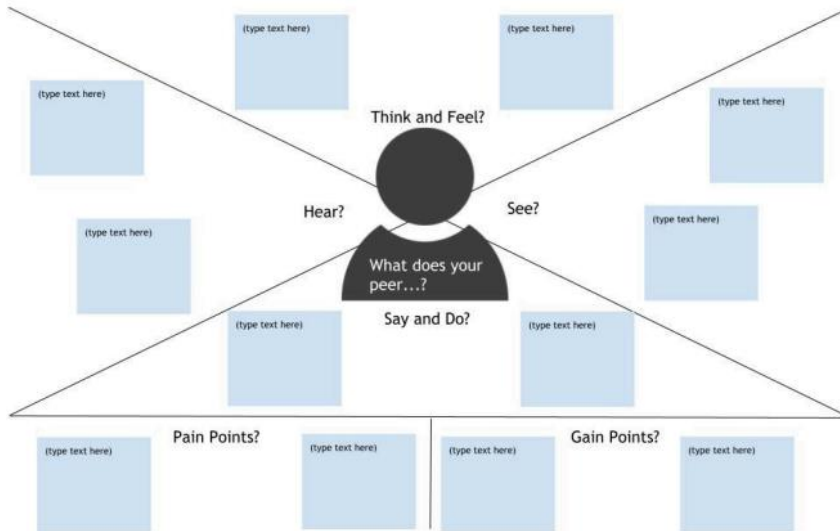 (type text here)
(type text here)
(type text here)
(type text here)
Think and Feel?
Hear?
See?
(type text here)
(type text here)
What does your
peer...?
Say and Do?
(type text here)
(type text here)
Pain Points?
Gain Points?
(type text here)
(type text here)
(type text here)
(type text here)